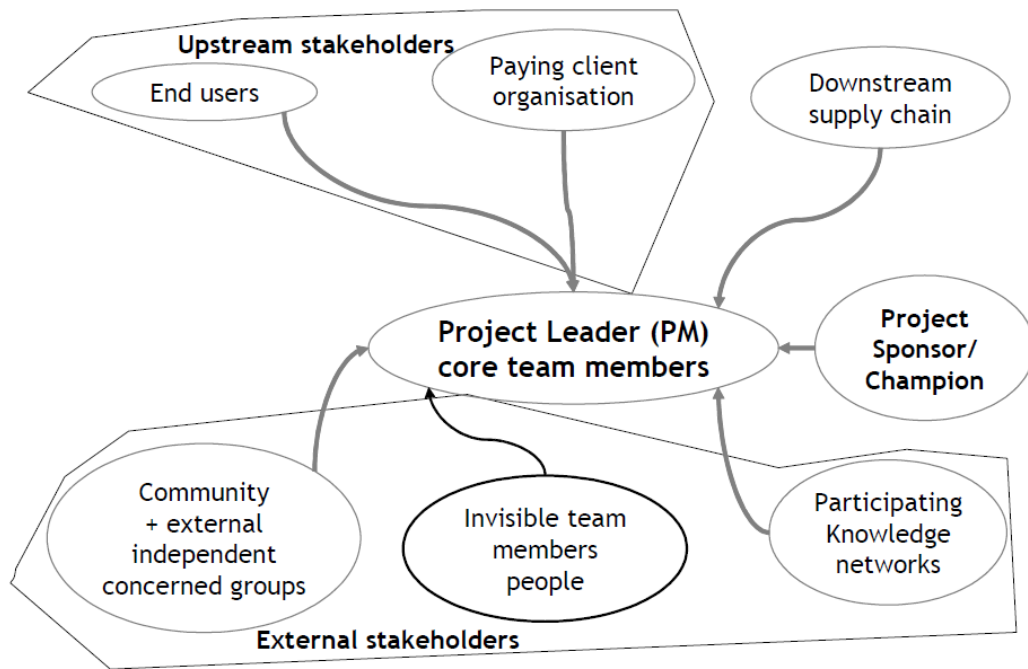 Upstream stakeholders
End users
Paying client
organisation
Downstream
supply chain
Project Leader (PM)
core team members
Project
Sponsor/
Champion
Community
+ external
independent
concerned groups
Invisible team
members
people
Participating
Knowledge
networks
External stakeholders